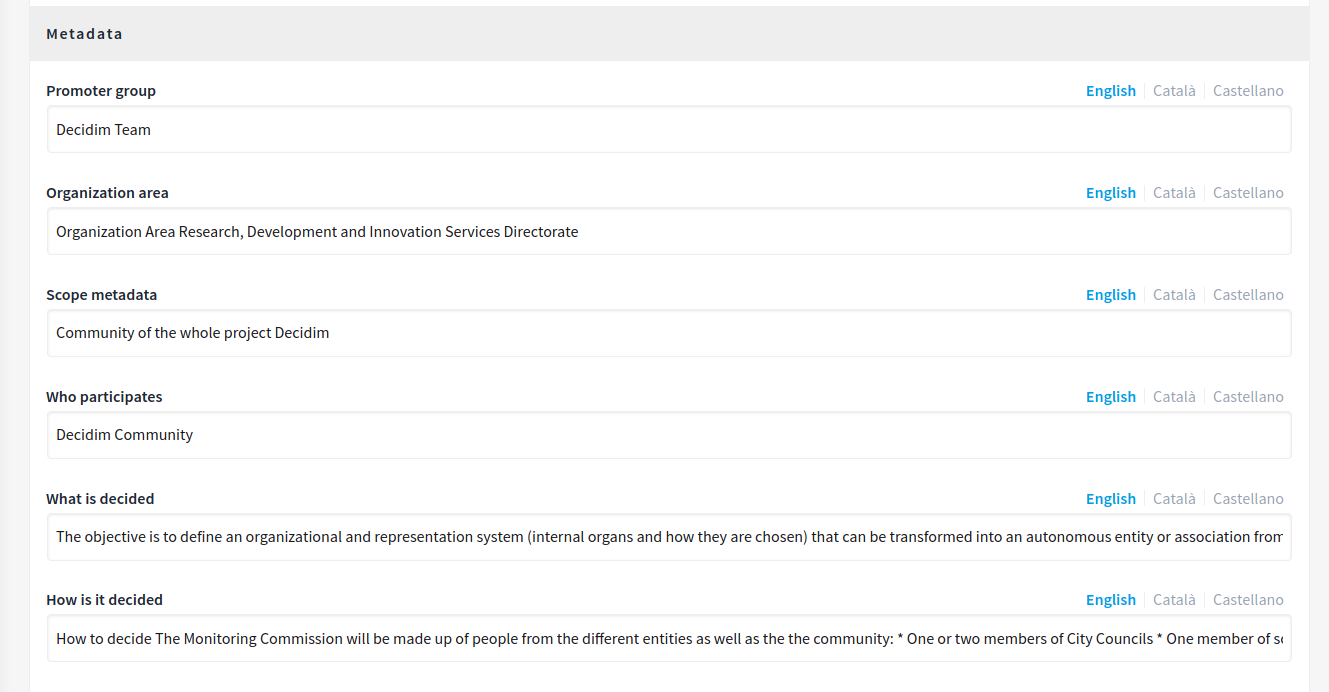 Metadata
Promoter group English Català Castellano
Decidim Team
Organization area English Català Castellano
Organization Area Research, Development and Innovation Services Directorate
Scope metadata English Català Castellano
Community of the whole project Decidim
Who participates English Català Castellano
Decidim Community
What is decided English Català Castellano
The objective is to define an organizational and representation system (internal organs and how they are chosen) that can be transformed into an autonomous entity or association from
How is it decided English Català Castellano
How to decide The Monitoring Commission will be made up of people from the different entities as well as the the community: * One or two members of City Councils * One member of